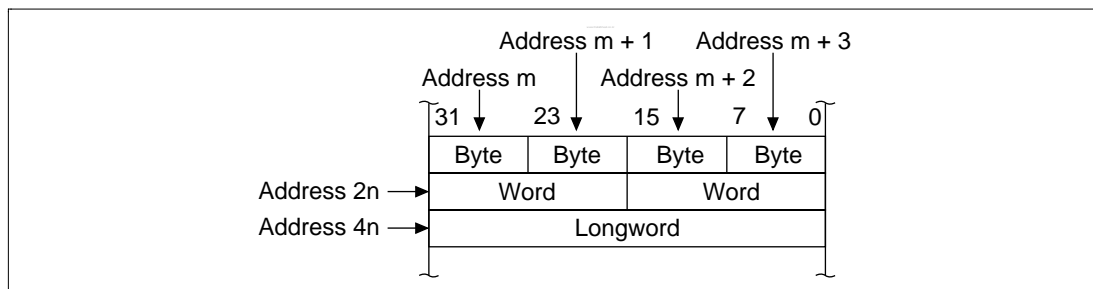 Address m + 1 Address m + 3
Address m Address m + 2
31 23 15 7 0
Byte Byte Byte Byte
Address 2n Word Word
Address 4n Longword